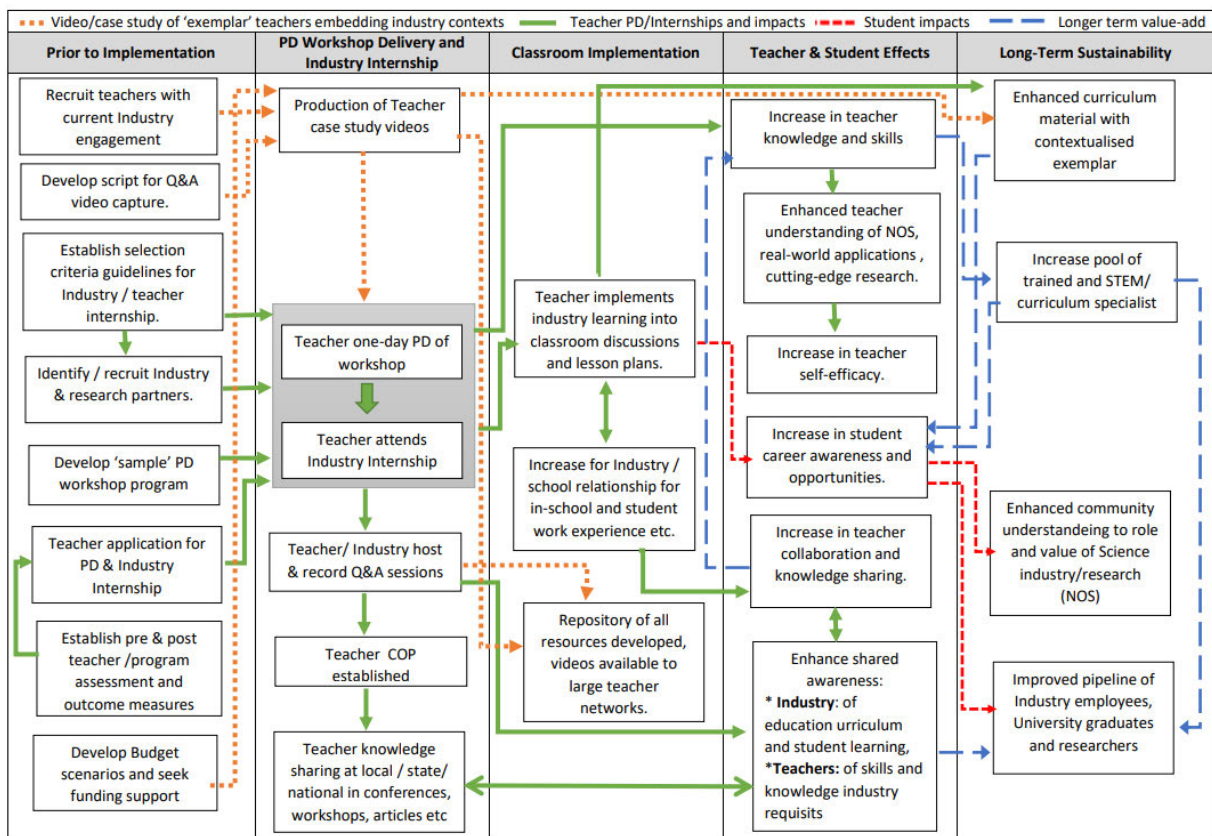 Video/case study of ‘exemplar’ teachers embedding industry contexts
Teacher PD/Internships and impacts
Student impacts
Longer term value-add
Prior to Implementation
PD Workshop Delivery and
Industry Internship
Classroom Implementation
Teacher & Student Effects
Long-Term Sustainability
Recruit teachers with
current Industry
engagement
Develop script for Q&A
video capture.
Establish selection
criteria guidelines for
Industry / teacher
internship.
Identify / recruit Industry
& research partners.
Develop ‘sample’ PD
workshop program
Teacher application for
PD & Industry
Internship
Establish pre & post
teacher /program
assessment and
outcome measures
Develop Budget
scenarios and seek
funding support
Production of Teacher
case study videos
Teacher one-day PD of
workshop
Teacher attends
Industry Internship
Teacher/ Industry host
& record Q&A sessions
Teacher COP
established
Teacher knowledge
sharing at local / state/
national in conferences,
workshops, articles etc
Teacher implements
industry learning into
classroom discussions
and lesson plans.
Increase for Industry /
school relationship for
in-school and student
work experience etc.
Repository of all
resources developed,
videos available to
large teacher
networks.
Increase in teacher
knowledge and skills
Enhanced teacher
understanding of NOS,
real-world applications ,
cutting-edge research.
Increase in teacher
self-efficacy.
Increase in student
career awareness and
opportunities.
Increase in teacher
collaboration and
knowledge sharing.
Enhance shared
awareness:
* Industry: of
education urriculum
and student learning,
*Teachers: of skills and
knowledge industry
requisits
Enhanced curriculum
material with
contextualised
exemplar
Increase pool of
trained and STEM/
curriculum specialist
Enhanced community
understandeing to role
and value of Science
industry/research
(NOS)
Improved pipeline of
Industry employees,
University graduates
and researchers